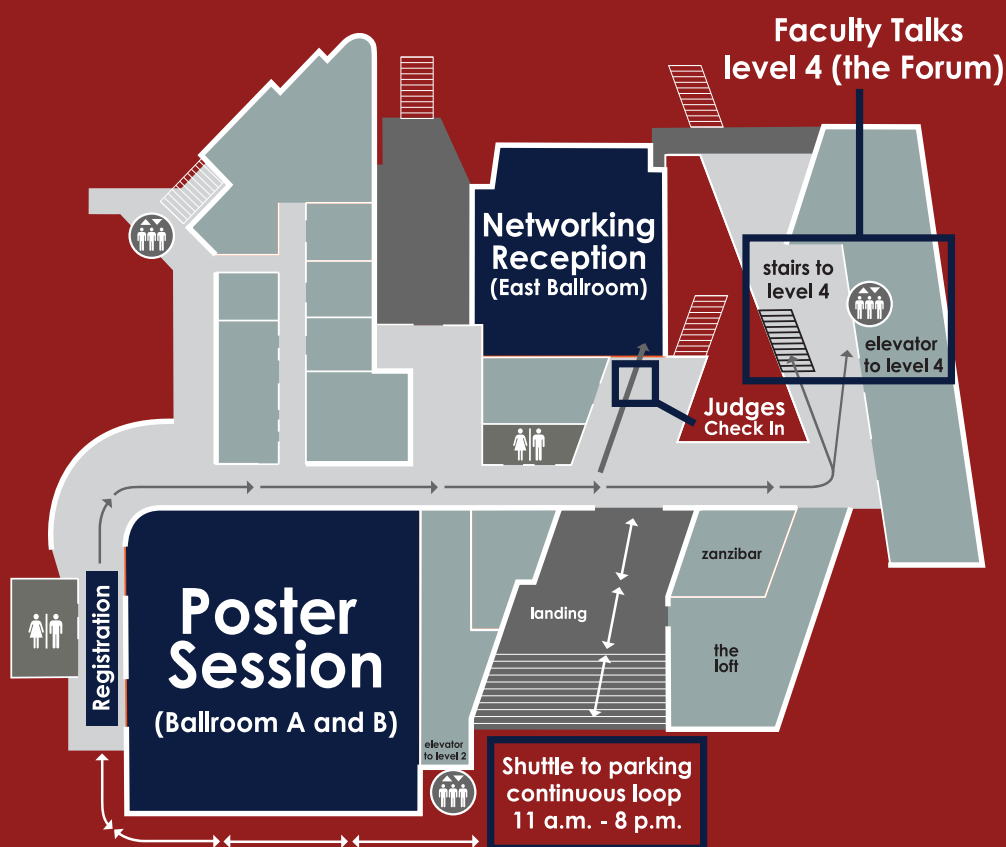 Faculty Talks
level 4 (the Forum)
Networking
Reception
(East Ballroom)
stairs to
level 4
elevator
to level 4
Judges
Check In
Registration
Poster
Session
(Ballroom A and B)
zanzibar
landing
the
loft
elevator
to level 2
Shuttle to parking
continuous loop
11 a.m. - 8 p.m.